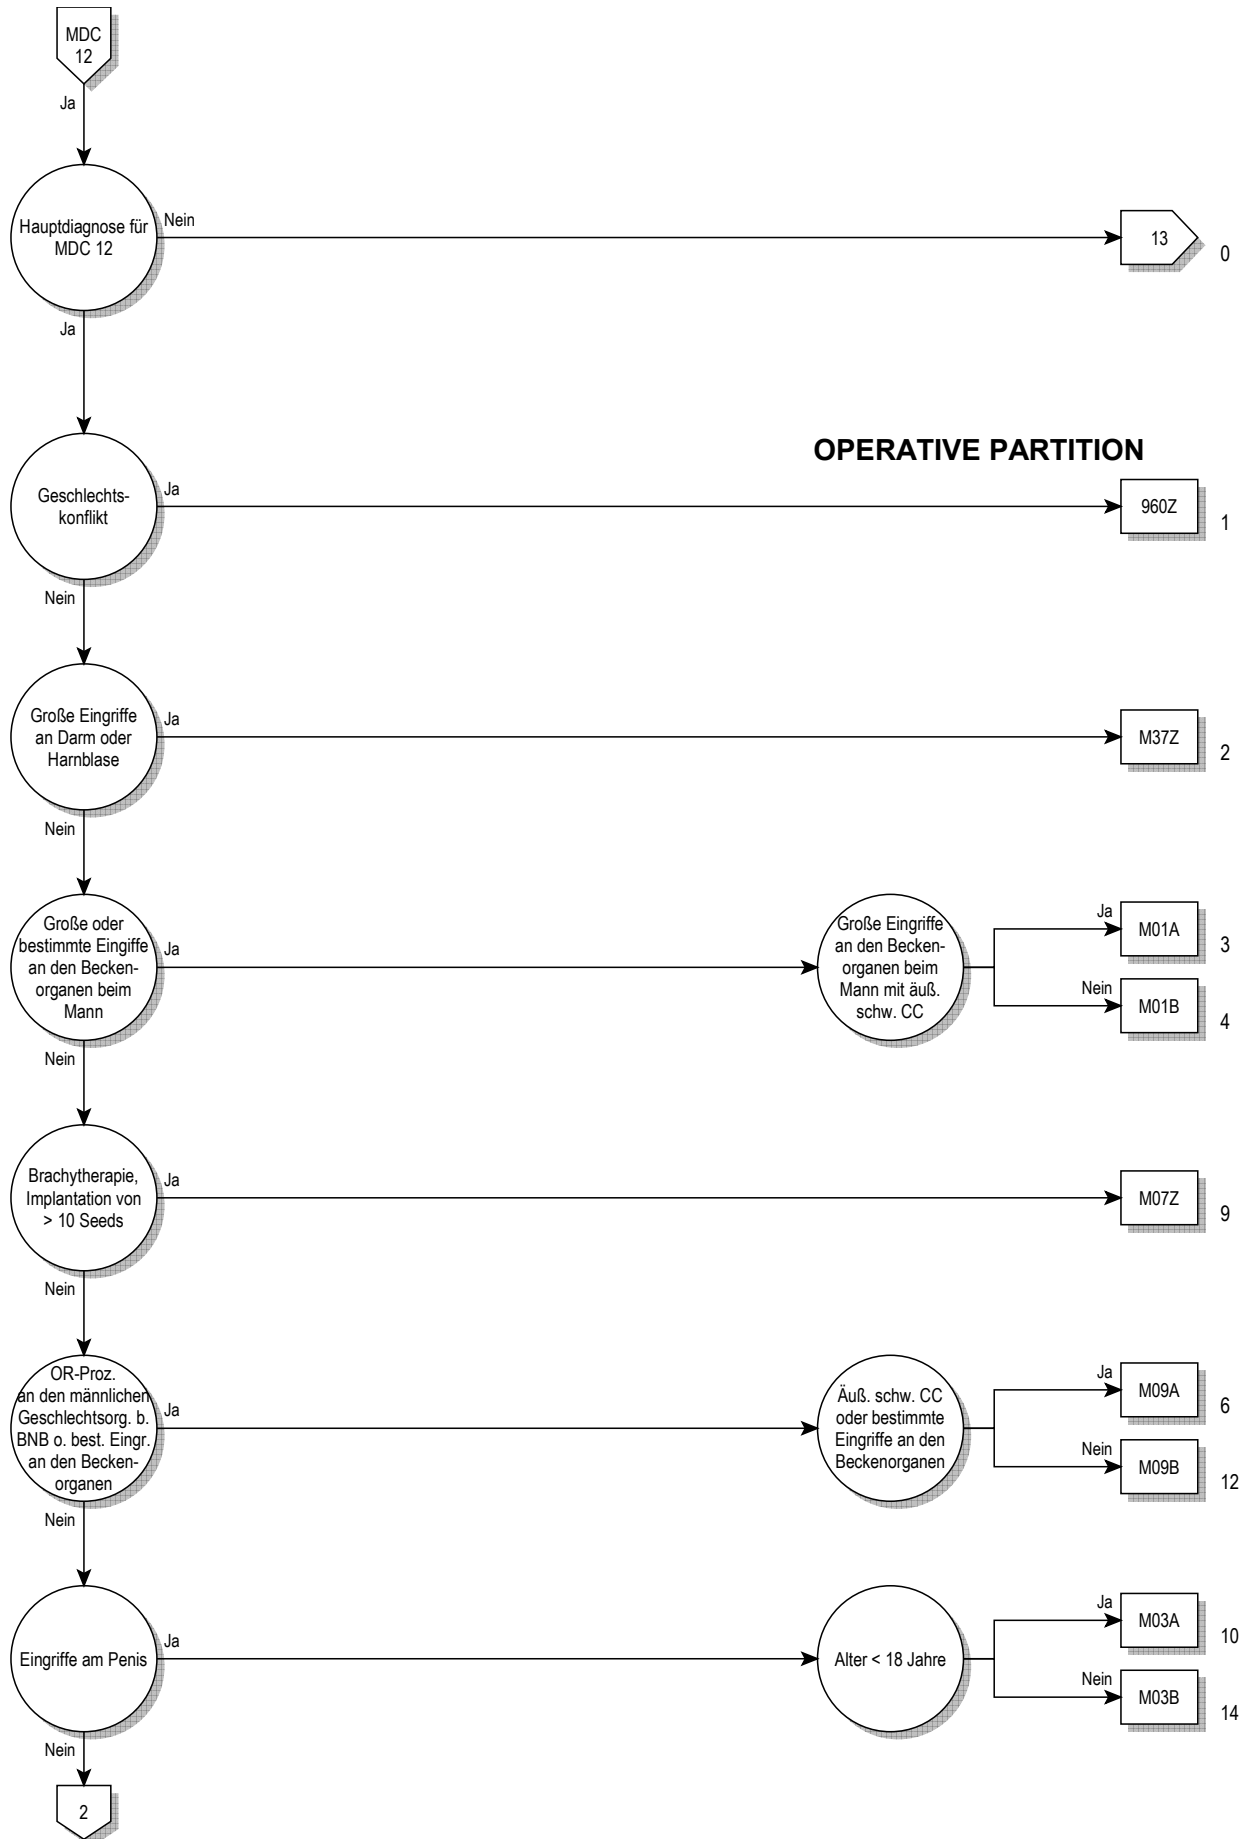 MDC
12
Ja
Hauptdiagnose für
MDC 12
Nein
13
0
Ja
OPERATIVE PARTITION
Geschlechts-
konflikt
Ja
960Z
1
Nein
Große Eingriffe
an Darm oder
Harnblase
Ja
M37Z
2
Nein
Große oder
bestimmte Eingiffe
an den Becken-
organen beim
Mann
Ja
Große Eingriffe
an den Becken-
organen beim
Mann mit äuß.
schw. CC
Ja
M01A
3
Nein
M01B
4
Nein
Brachytherapie,
Implantation von
> 10 Seeds
Ja
M07Z
9
Nein
OR-Proz.
an den männlichen
Geschlechtsorg. b.
BNB o. best. Eingr.
an den Becken-
organen
Ja
Äuß. schw. CC
oder bestimmte
Eingriffe an den
Beckenorganen
Ja
M09A
6
Nein
M09B
12
Nein
Eingriffe am Penis
Ja
Alter < 18 Jahre
Ja
M03A
10
Nein
M03B
14
Nein
2